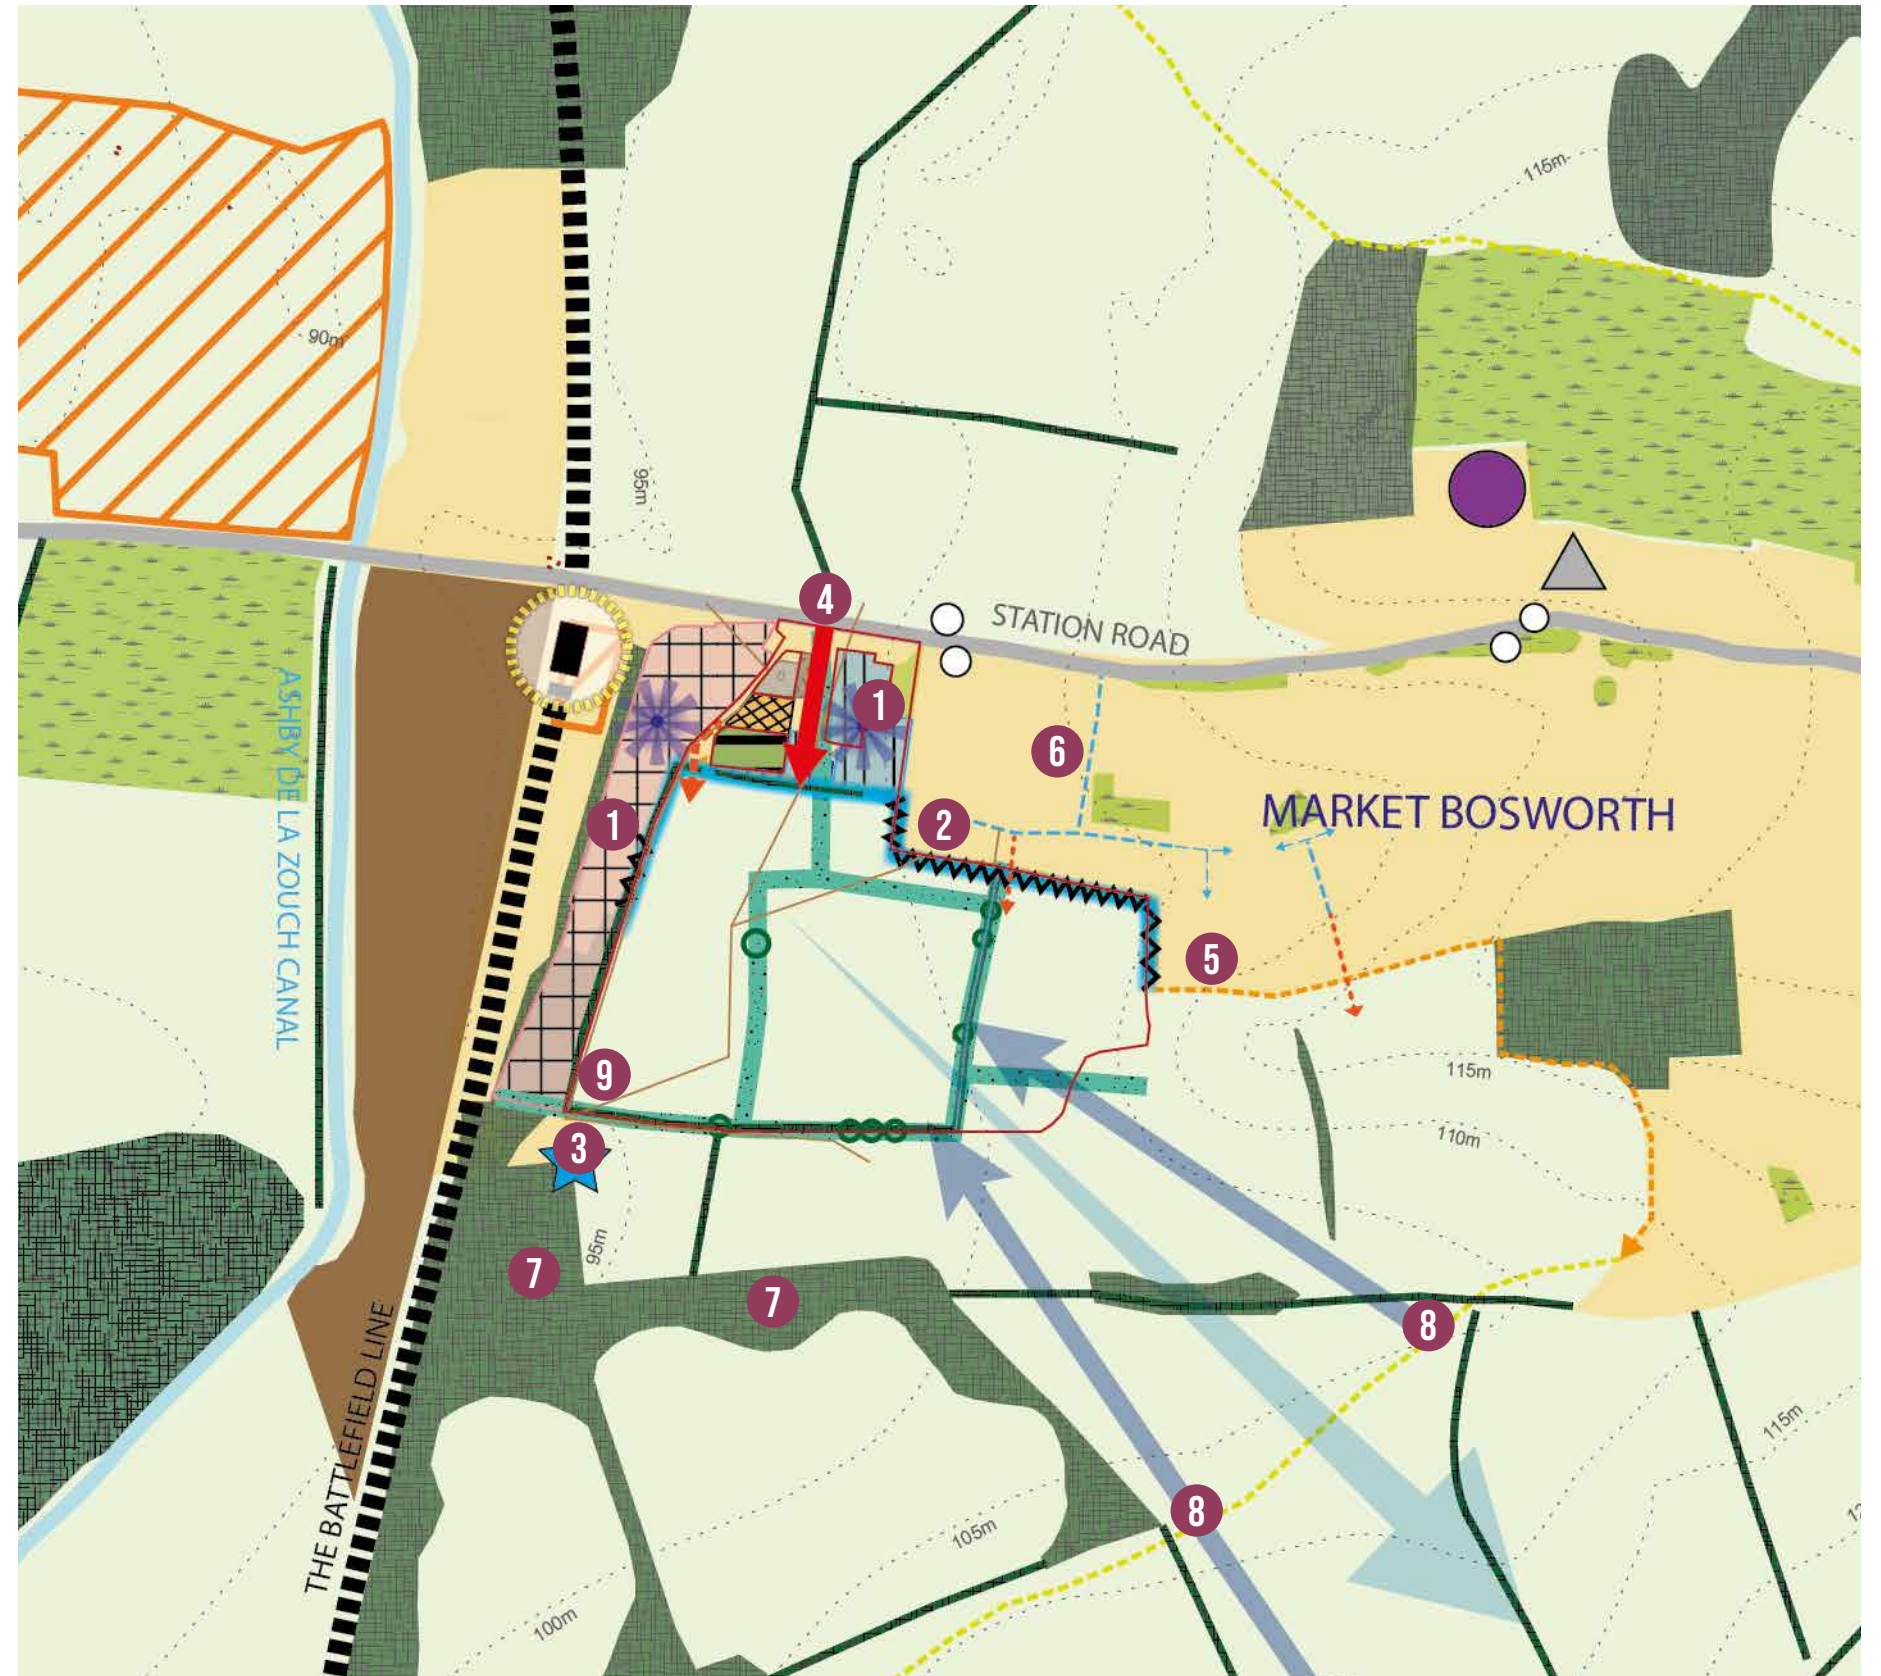 115m
90m
95m
4
STATION ROAD
1
6
ASHBY DE LA ZOUCH CANAL
1
2
MARKET BOSWORTH
5
9
115m
3
110m
95m
7
7
8
THE BATTLEFIELD LINE
115m
8
105m
100m